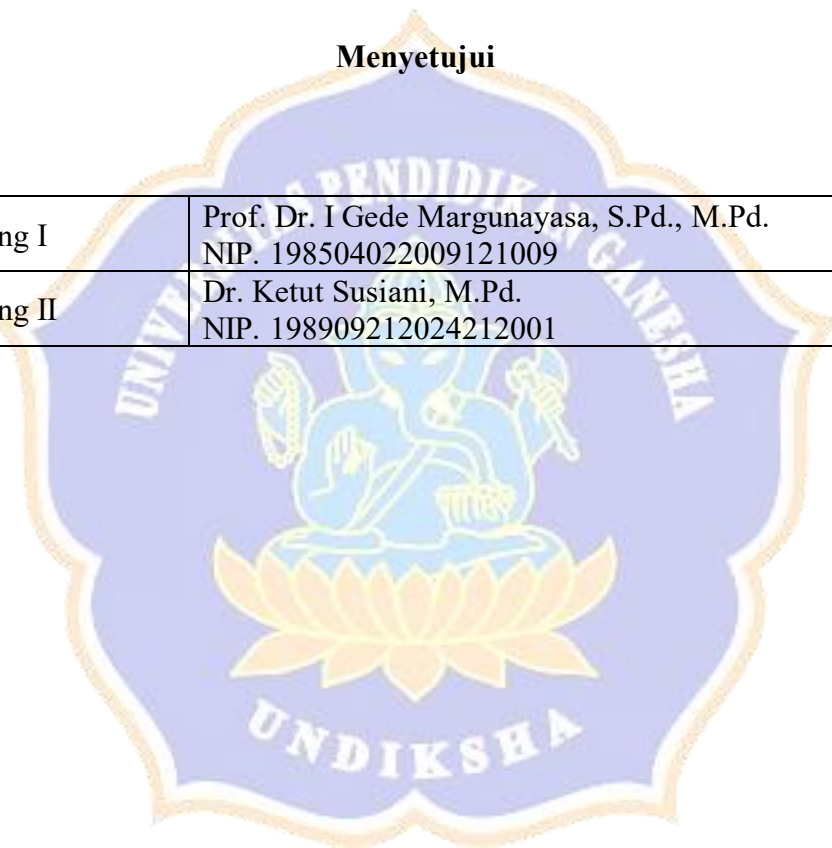 Menyetujui
ng I
Prof. Dr. I Gede Margunayasa, S.Pd., M.Pd.
NIP. 198504022009121009
ng II
Dr. Ketut Susiani, M.Pd.
NIP. 198909212024212001
UNIVERSITAS PENDIDIKAN GANESHA
UNDIKSHA